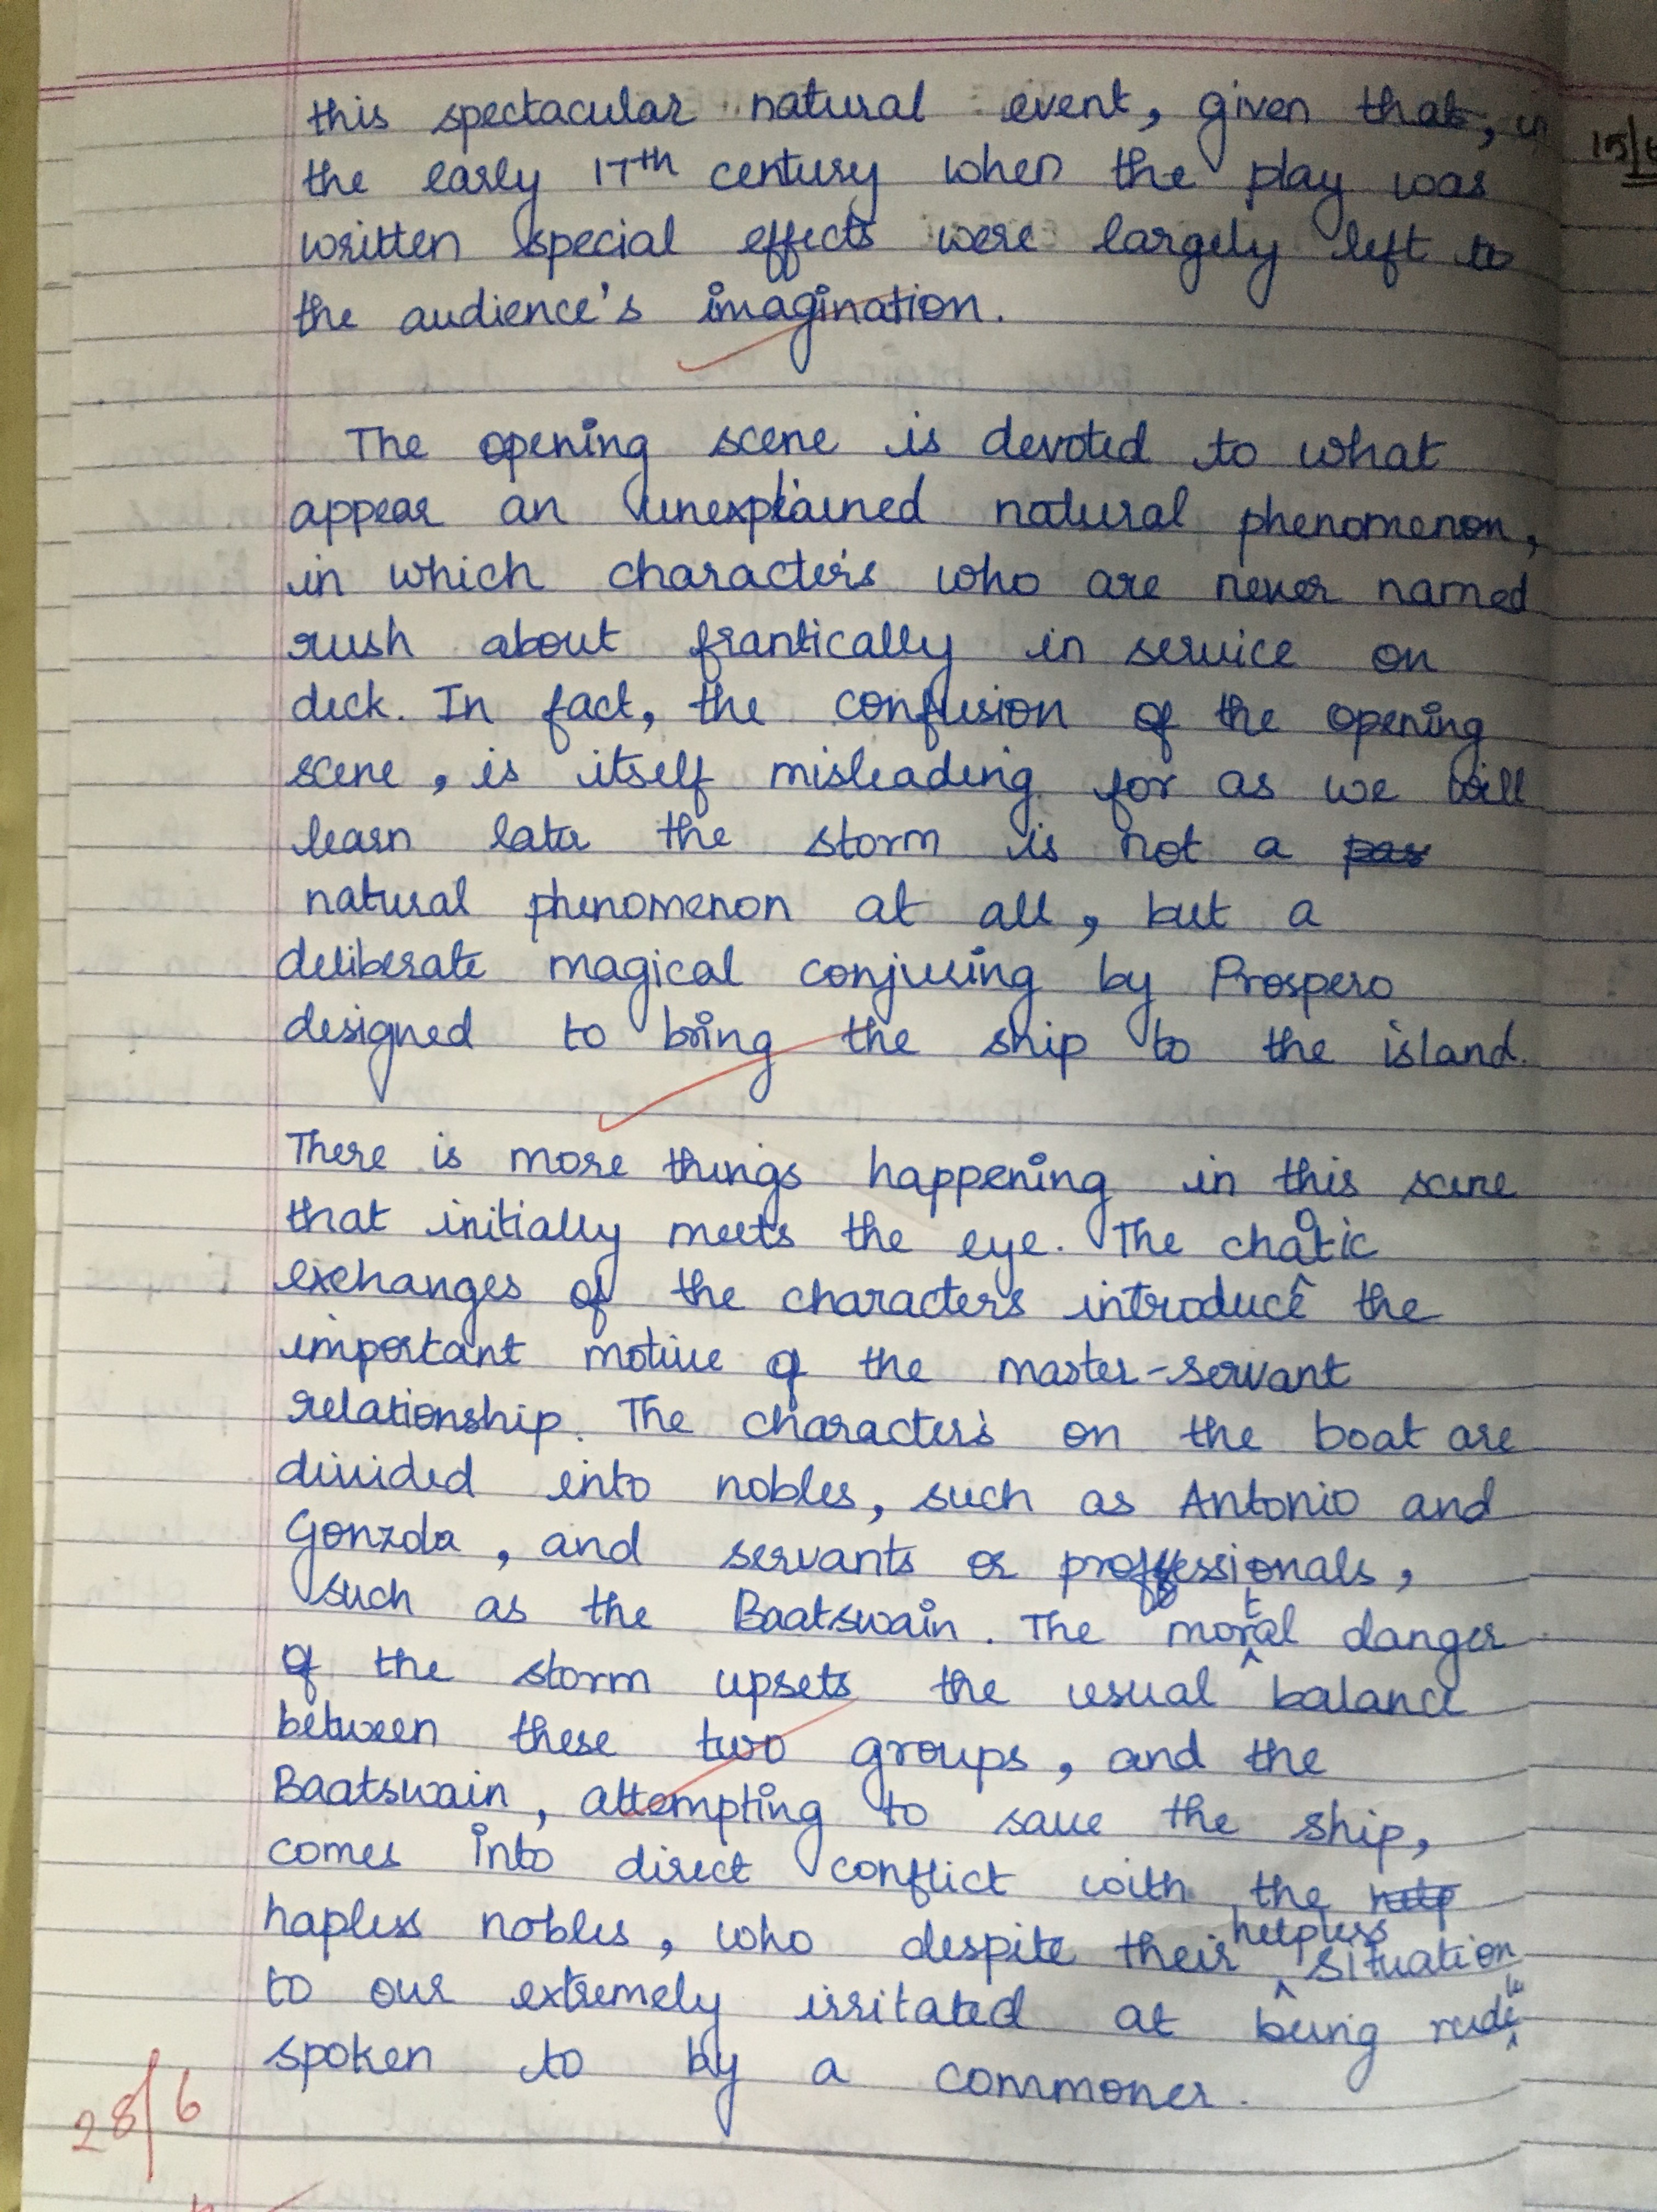 this spectacular natural event, given that, in
15/6
the early 17th century when the play was
written special effects were largely left to
the audience's imagination.
The opening scene is devoted to what
appear an unexplained natural phenomenon,
in which characters who are never named
rush about frantically in service on
deck. In fact, the confusion of the opening
scene, is itself misleading for as we will
learn later the storm is not a
natural phenomenon at all, but a
deliberate magical conjuring by Prospero
designed to bring the ship to the island.
There is more things happening in this scene
that initially meets the eye. The chaotic
exchanges of the characters introduce the
important motive of the master-servant
relationship. The characters on the boat are
divided into nobles, such as Antonio and
Gonzola, and servants or proffessionals,
such as the Baatswain. The mortal danger
of the storm upsets the usual balance
between these two groups, and the
Baatswain, attempting to save the ship,
comes into direct conflict with the help
hapless nobles, who despite their helpless situation
to our extremely irritated at being rude
spoken to by a commoner.
28/6